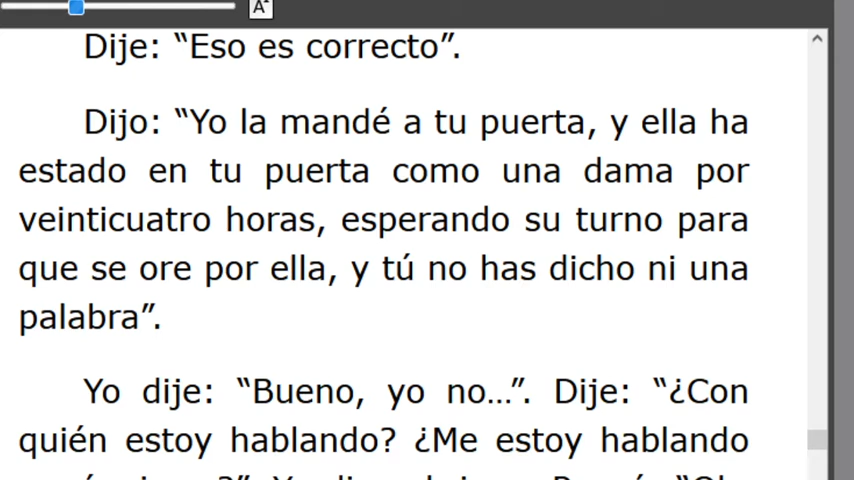 A
Dije: “Eso es correcto”.
Dijo: “Yo la mandé a tu puerta, y ella ha
estado en tu puerta como una dama por
veinticuatro horas, esperando su turno para
que se ore por ella, y tú no has dicho ni una
palabra”.
Yo dije: “Bueno, yo no...”. Dije: “¿Con
quién estoy hablando? ¿Me estoy hablando